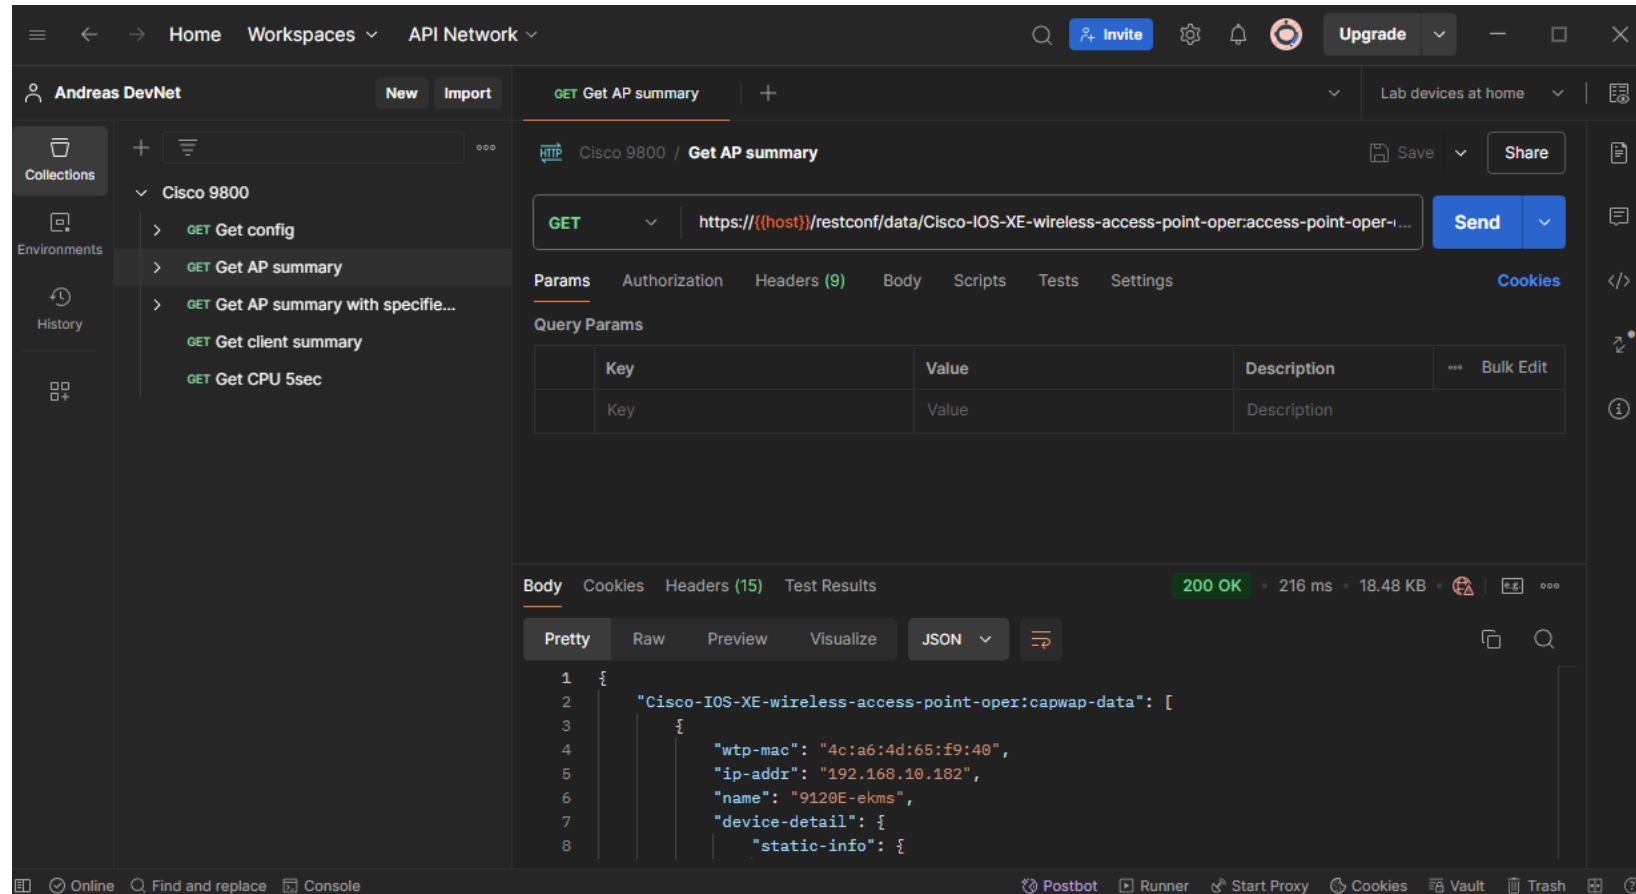 Home Workspaces API Network Invite Upgrade
Andreas DevNet New Import GET Get AP summary Lab devices at home
Collections
Environments
History
Cisco 9800
GET Get config
GET Get AP summary
GET Get AP summary with specifie...
GET Get client summary
GET Get CPU 5sec
HTTP Cisco 9800 / Get AP summary Save Share
GET https://{{host}}/restconf/data/Cisco-IOS-XE-wireless-access-point-oper:access-point-oper-... Send
Params Authorization Headers (9) Body Scripts Tests Settings Cookies
Query Params
Key Value Description Bulk Edit
Key Value Description
Body Cookies Headers (15) Test Results 200 OK 216 ms 18.48 KB e.g.
Pretty Raw Preview Visualize JSON
1 {
2 "Cisco-IOS-XE-wireless-access-point-oper:capwap-data": [
3 {
4 "wtp-mac": "4c:a6:4d:65:f9:40",
5 "ip-addr": "192.168.10.182",
6 "name": "9120E-ekms",
7 "device-detail": {
8 "static-info": {
Online Find and replace Console Postbot Runner Start Proxy Cookies Vault Trash